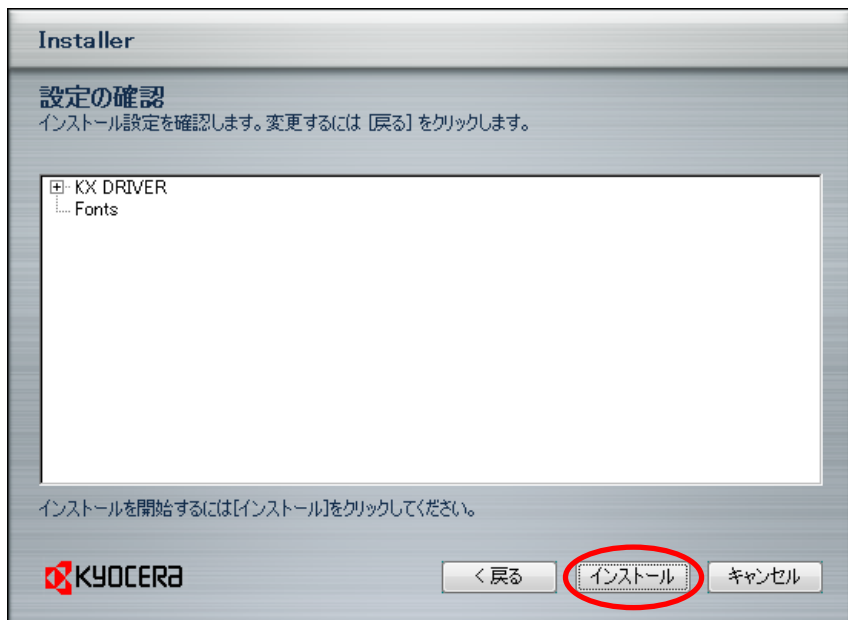 Installer
設定の確認
インストール設定を確認します。変更するには [戻る] をクリックします。
KX DRIVER
Fonts
インストールを開始するには[インストール]をクリックしてください。
KYOCERA
< 戻る
インストール
キャンセル